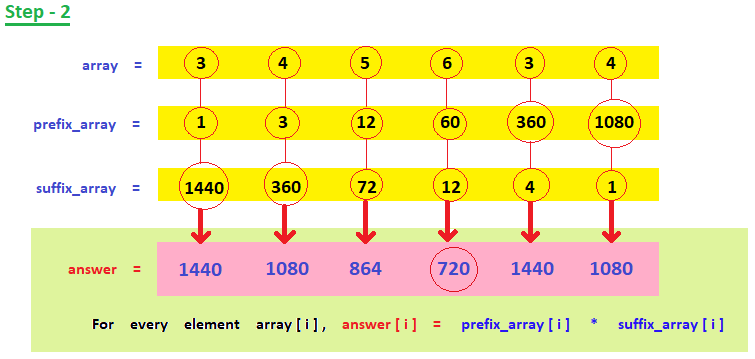 Step - 2
array = 3 4 5 6 3 4
prefix_array = 1 3 12 60 360 1080
suffix_array = 1440 360 72 12 4 1
answer = 1440 1080 864 720 1440 1080
For every element array [ i ] , answer [ i ] = prefix_array [ i ] * suffix_array [ i ]